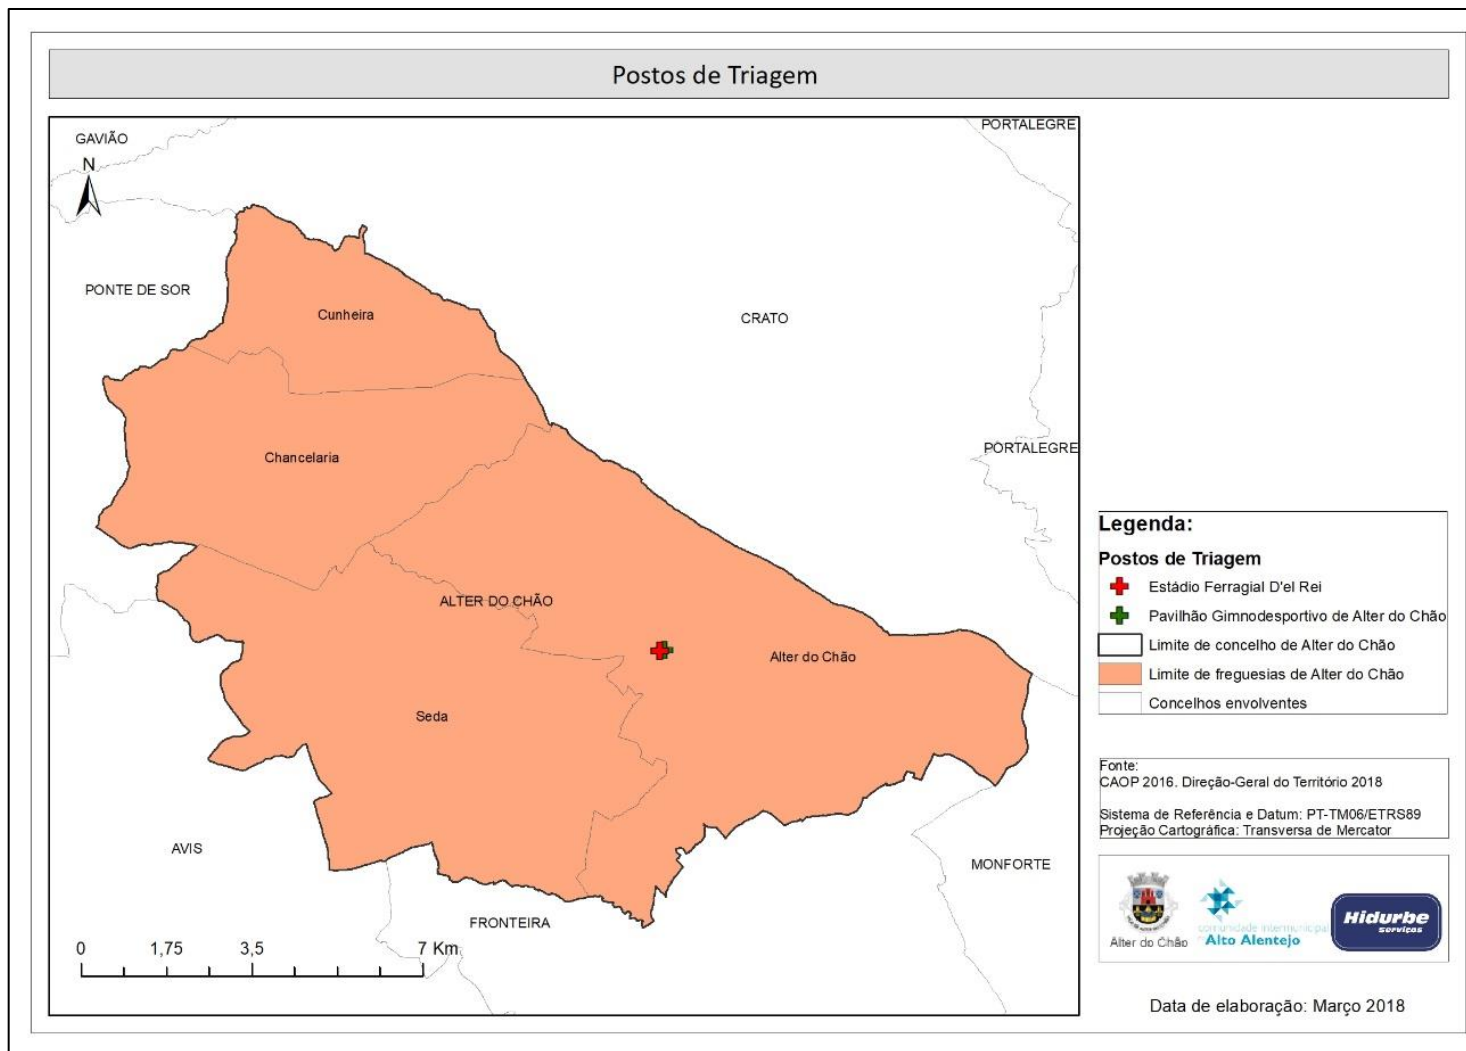 Postos de Triagem
GAVIÃO
PORTALEGRE
N
PONTE DE SOR
Cunheira
CRATO
Chancelaria
PORTALEGRE
ALTER DO CHÃO
Alter do Chão
Seda
AVIS
MONFORTE
FRONTEIRA
0 1,75 3,5 7 Km
Legenda:
Postos de Triagem
Estádio Ferragial D'el Rei
Pavilhão Gimnodesportivo de Alter do Chão
Limite de concelho de Alter do Chão
Limite de freguesias de Alter do Chão
Concelhos envolventes
Fonte:
CAOP 2016. Direção-Geral do Território 2018
Sistema de Referência e Datum: PT-TM06/ETRS89
Projeção Cartográfica: Transversa de Mercator
Alter do Chão
comunidade intermunicipal
Alto Alentejo
Hidurbe
serviços
Data de elaboração: Março 2018